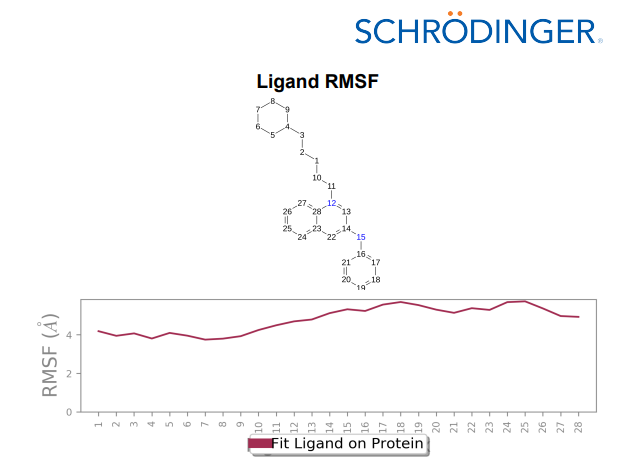 SCHRÖDINGER®
Ligand RMSF
8
7 9
6 4
5 3
2
1
10
11
27 12
26 28 13
25 23 14
24 22 15
16
21 17
20 18
19
RMSF (Å)
4
2
0
1 2 3 4 5 6 7 8 9 10 11 12 13 14 15 16 17 18 19 20 21 22 23 24 25 26 27 28
Fit Ligand on Protein